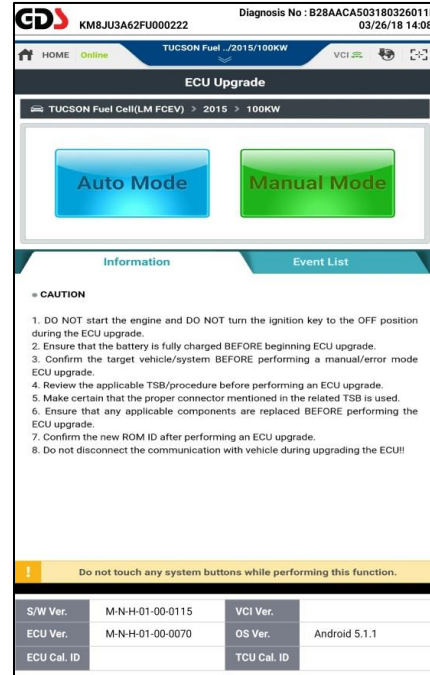 GDS KM8JU3A62FU000222
Diagnosis No : B28AACA5031803260111
03/26/18 14:08
HOME Online TUCSON Fuel ../2015/100KW VCI
ECU Upgrade
TUCSON Fuel Cell(LM FCEV) > 2015 > 100KW
Auto Mode Manual Mode
Information Event List
CAUTION
1. DO NOT start the engine and DO NOT turn the ignition key to the OFF position
during the ECU upgrade.
2. Ensure that the battery is fully charged BEFORE beginning ECU upgrade.
3. Confirm the target vehicle/system BEFORE performing a manual/error mode
ECU upgrade.
4. Review the applicable TSB/procedure before performing an ECU upgrade.
5. Make certain that the proper connector mentioned in the related TSB is used.
6. Ensure that any applicable components are replaced BEFORE performing the
ECU upgrade.
7. Confirm the new ROM ID after performing an ECU upgrade.
8. Do not disconnect the communication with vehicle during upgrading the ECU!!
! Do not touch any system buttons while performing this function.
S/W Ver. M-N-H-01-00-0115 VCI Ver.
ECU Ver. M-N-H-01-00-0070 OS Ver. Android 5.1.1
ECU Cal. ID TCU Cal. ID